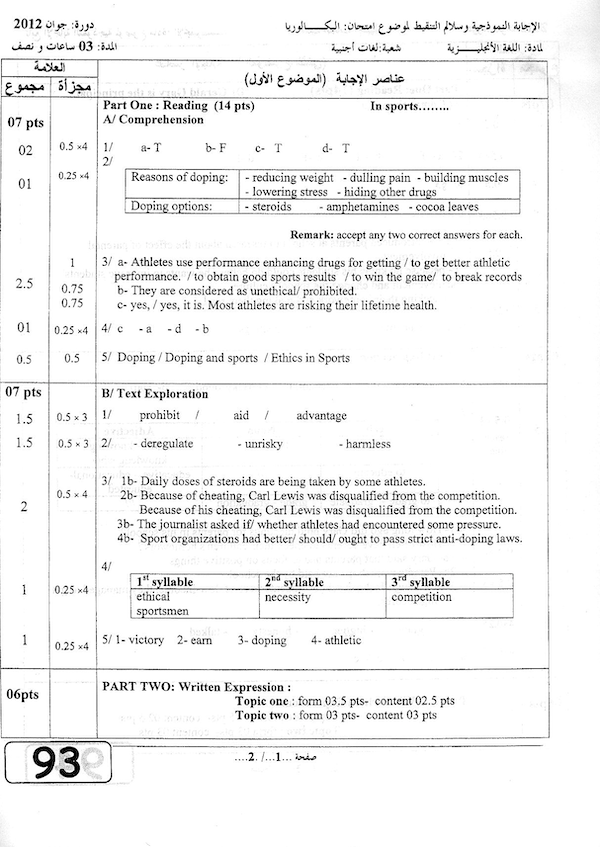 الإجابة النموذجية وسلالم التنقيط لموضوع امتحان: البكـــالوريا دورة: جوان 2012
لمادة: اللغة الأنجليـــزية شعبة: لغات أجنبية المدة: 03 ساعات و نصف
عناصر الإجابة (الموضوع الأول) العلامة
مجزأة مجموع
Part One : Reading (14 pts) In sports……..
07 pts A/ Comprehension
02 0.5 ×4 1/ a- T b- F c- T d- T
2/
01 0.25 ×4 Reasons of doping: - reducing weight - dulling pain - building muscles
- lowering stress - hiding other drugs
Doping options: - steroids - amphetamines - cocoa leaves
Remark: accept any two correct answers for each.
1 3/ a- Athletes use performance enhancing drugs for getting / to get better athletic
2.5 performance. / to obtain good sports results / to win the game/ to break records
0.75 b- They are considered as unethical/ prohibited.
0.75 c- yes, / yes, it is. Most athletes are risking their lifetime health.
01 0.25 ×4 4/ c - a - d - b
0.5 0.5 5/ Doping / Doping and sports / Ethics in Sports
07 pts B/ Text Exploration
1.5 0.5 × 3 1/ prohibit / aid / advantage
1.5 0.5 × 3 2/ - deregulate - unrisky - harmless
3/ 1b- Daily doses of steroids are being taken by some athletes.
2 0.5 × 4 2b- Because of cheating, Carl Lewis was disqualified from the competition.
Because of his cheating, Carl Lewis was disqualified from the competition.
3b- The journalist asked if/ whether athletes had encountered some pressure.
4b- Sport organizations had better/ should/ ought to pass strict anti-doping laws.
4/
1st syllable 2nd syllable 3rd syllable
1 0.25 ×4 ethical necessity competition
sportsmen
1 0.25 ×4 5/ 1- victory 2- earn 3- doping 4- athletic
06pts PART TWO: Written Expression :
Topic one : form 03.5 pts- content 02.5 pts
Topic two : form 03 pts- content 03 pts
93
صفحة ...1.../..2....